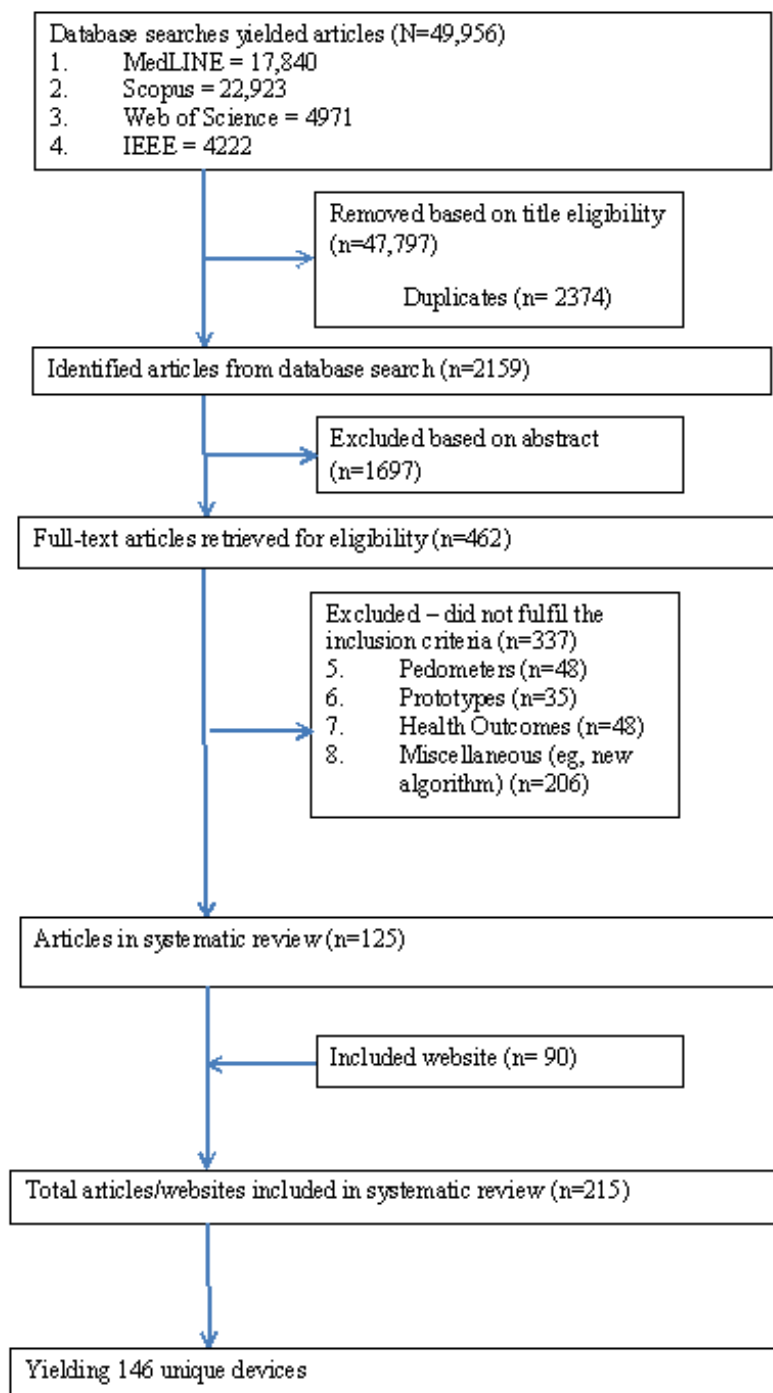 Database searches yielded articles (N=49,956)
1. MedLINE = 17,840
2. Scopus = 22,923
3. Web of Science = 4971
4. IEEE = 4222
Removed based on title eligibility
(n=47,797)
Duplicates (n= 2374)
Identified articles from database search (n=2159)
Excluded based on abstract
(n=1697)
Full-text articles retrieved for eligibility (n=462)
Excluded – did not fulfil the
inclusion criteria (n=337)
5. Pedometers (n=48)
6. Prototypes (n=35)
7. Health Outcomes (n=48)
8. Miscellaneous (eg, new
algorithm) (n=206)
Articles in systematic review (n=125)
Included website (n= 90)
Total articles/websites included in systematic review (n=215)
Yielding 146 unique devices